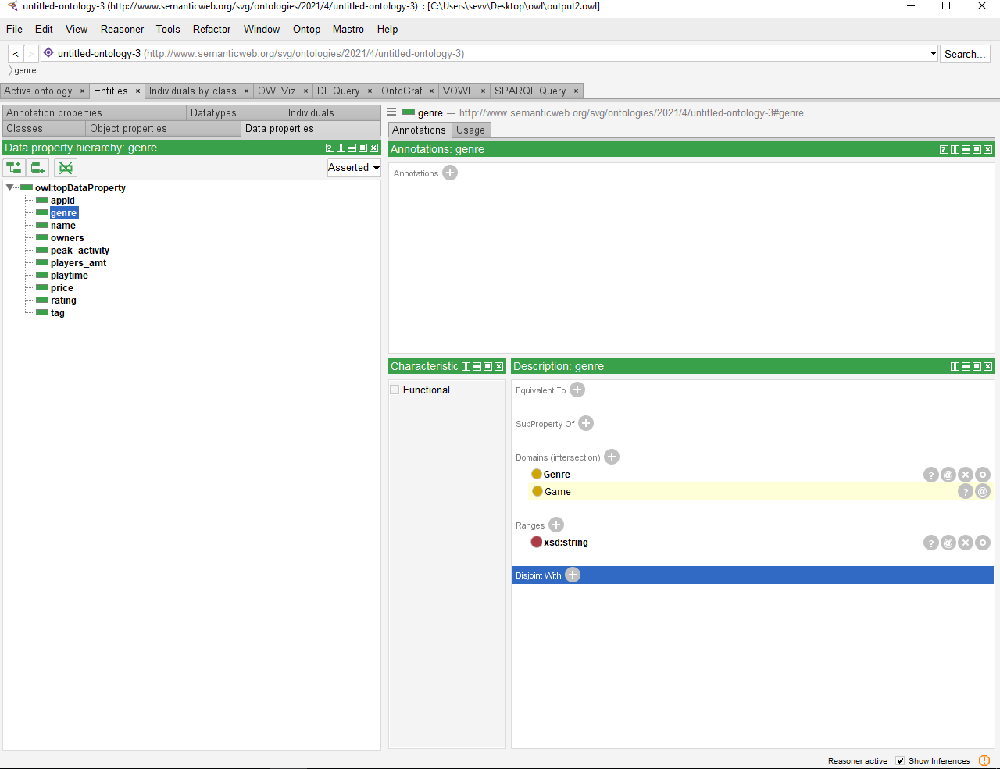 untitled-ontology-3 (http://www.semanticweb.org/svg/ontologies/2021/4/untitled-ontology-3)  : [C:\Users\sevv\Desktop\owl\output2.owl]
File Edit View Reasoner Tools Refactor Window Ontop Mastro Help
< > untitled-ontology-3 (http://www.semanticweb.org/svg/ontologies/2021/4/untitled-ontology-3) Search...
genre
Active ontology × Entities × Individuals by class × OWLViz × DL Query × OntoGraf × VOWL × SPARQL Query ×
Annotation properties Datatypes Individuals
Classes Object properties Data properties
Data property hierarchy: genre
Asserted
owl:topDataProperty
appid
genre
name
owners
peak_activity
players_amt
playtime
price
rating
tag
genre — http://www.semanticweb.org/svg/ontologies/2021/4/untitled-ontology-3#genre
Annotations Usage
Annotations: genre
Annotations
Characteristic
Functional
Description: genre
Equivalent To
SubProperty Of
Domains (intersection)
Genre
Game
Ranges
xsd:string
Disjoint With
Reasoner active Show Inferences